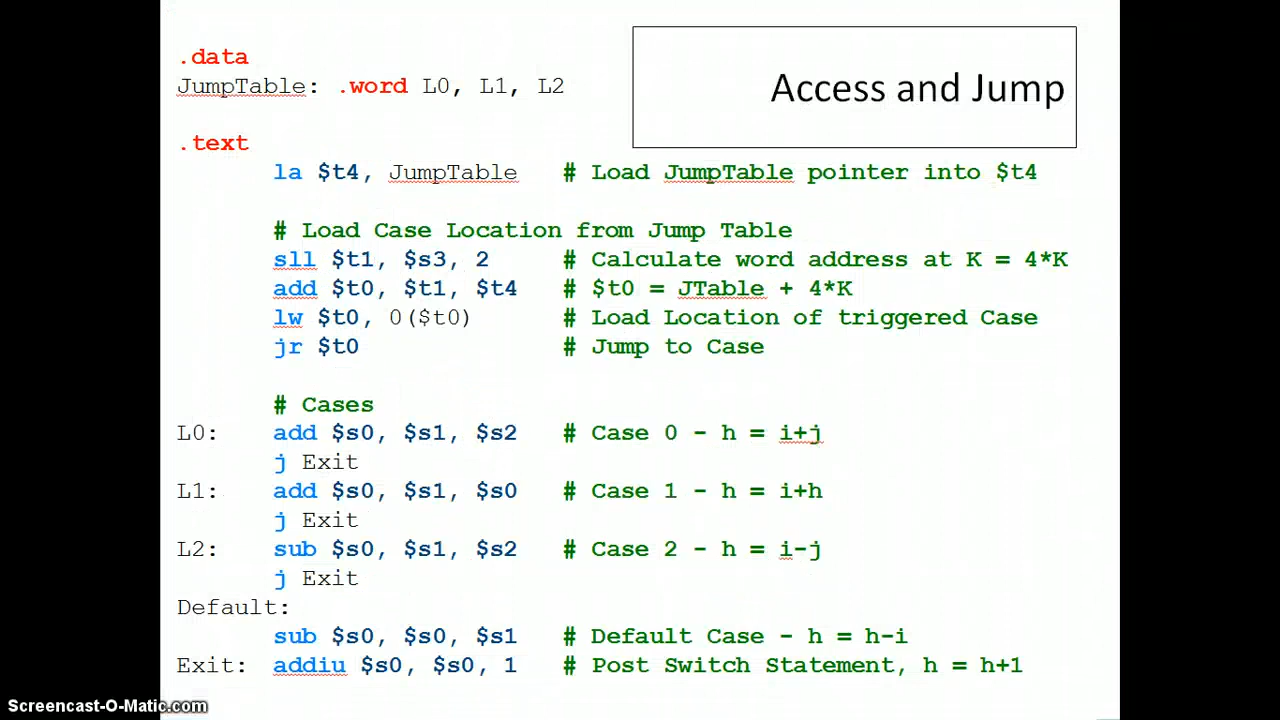 .data
JumpTable: .word L0, L1, L2
Access and Jump
.text
la $t4, JumpTable # Load JumpTable pointer into $t4
# Load Case Location from Jump Table
sll $t1, $s3, 2 # Calculate word address at K = 4*K
add $t0, $t1, $t4 # $t0 = JTable + 4*K
lw $t0, 0($t0) # Load Location of triggered Case
jr $t0 # Jump to Case
# Cases
L0: add $s0, $s1, $s2 # Case 0 - h = i+j
j Exit
L1: add $s0, $s1, $s0 # Case 1 - h = i+h
j Exit
L2: sub $s0, $s1, $s2 # Case 2 - h = i-j
j Exit
Default:
sub $s0, $s0, $s1 # Default Case - h = h-i
Exit: addiu $s0, $s0, 1 # Post Switch Statement, h = h+1
Screencast-O-Matic.com